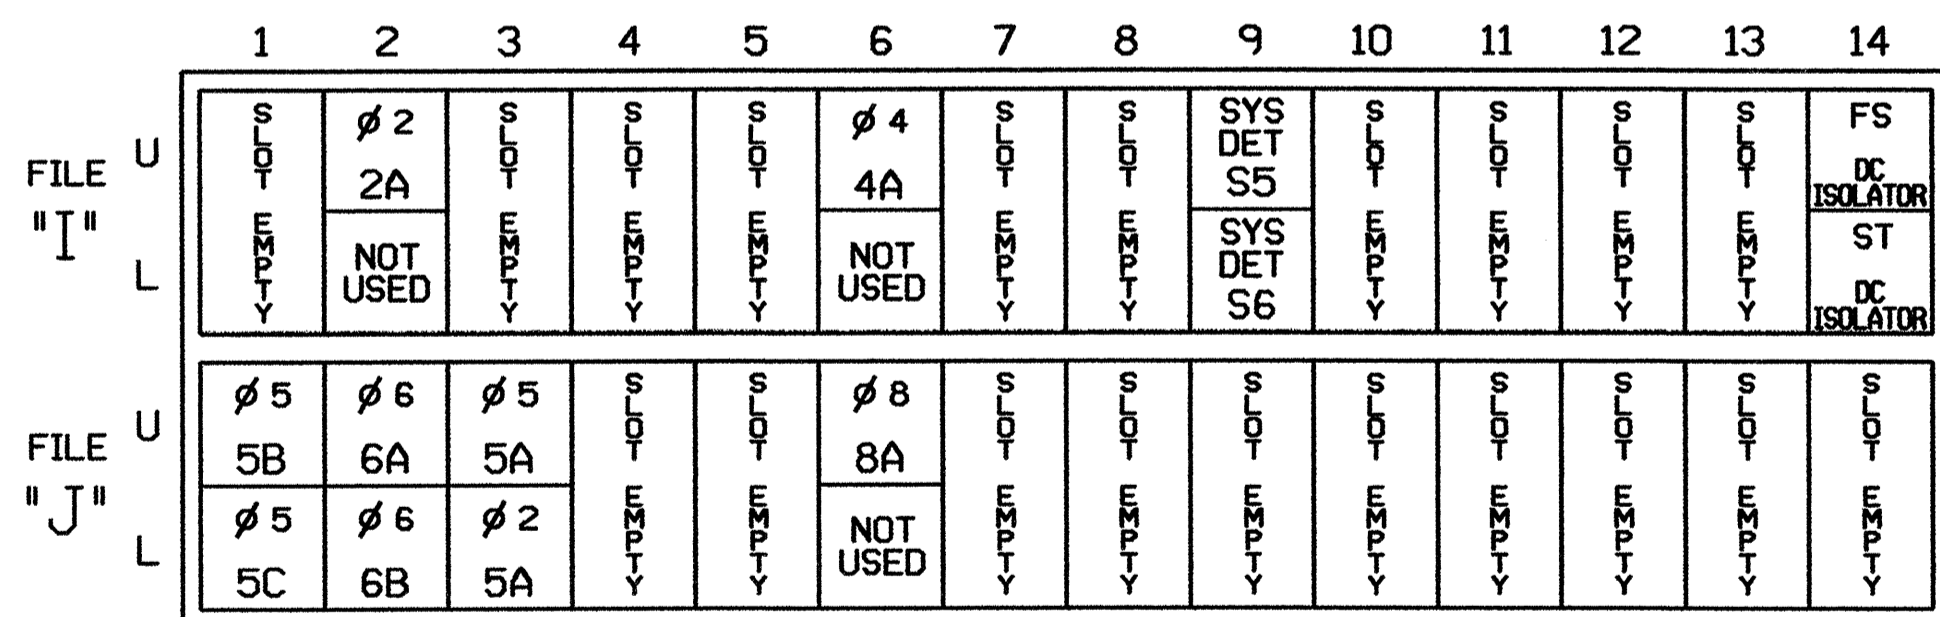 1 2 3 4 5 6 7 8 9 10 11 12 13 14
FILE "I"
U
L
SLOT EMPTY
ø 2 2A
NOT USED
SLOT EMPTY
SLOT EMPTY
SLOT EMPTY
ø 4 4A
NOT USED
SLOT EMPTY
SLOT EMPTY
SYS DET S5
SYS DET S6
SLOT EMPTY
SLOT EMPTY
SLOT EMPTY
SLOT EMPTY
FS DC ISOLATOR
ST DC ISOLATOR
FILE "J"
U
L
ø 5 5B
ø 5 5C
ø 6 6A
ø 6 6B
ø 5 5A
ø 2 5A
SLOT EMPTY
SLOT EMPTY
ø 8 8A
NOT USED
SLOT EMPTY
SLOT EMPTY
SLOT EMPTY
SLOT EMPTY
SLOT EMPTY
SLOT EMPTY
SLOT EMPTY
SLOT EMPTY